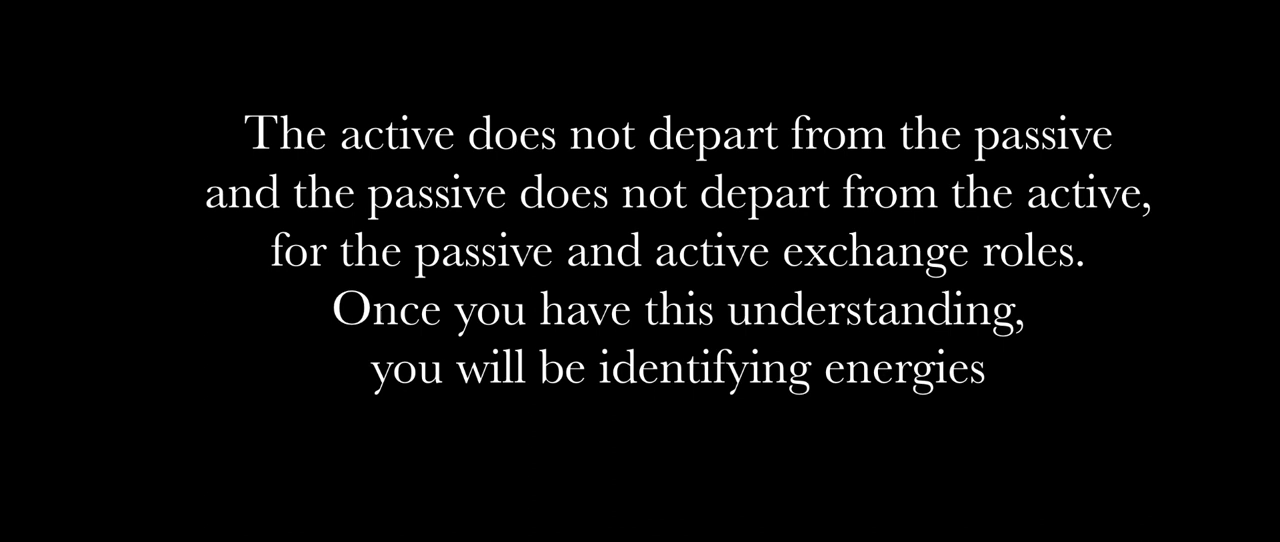 The active does not depart from the passive
and the passive does not depart from the active,
for the passive and active exchange roles.
Once you have this understanding,
you will be identifying energies